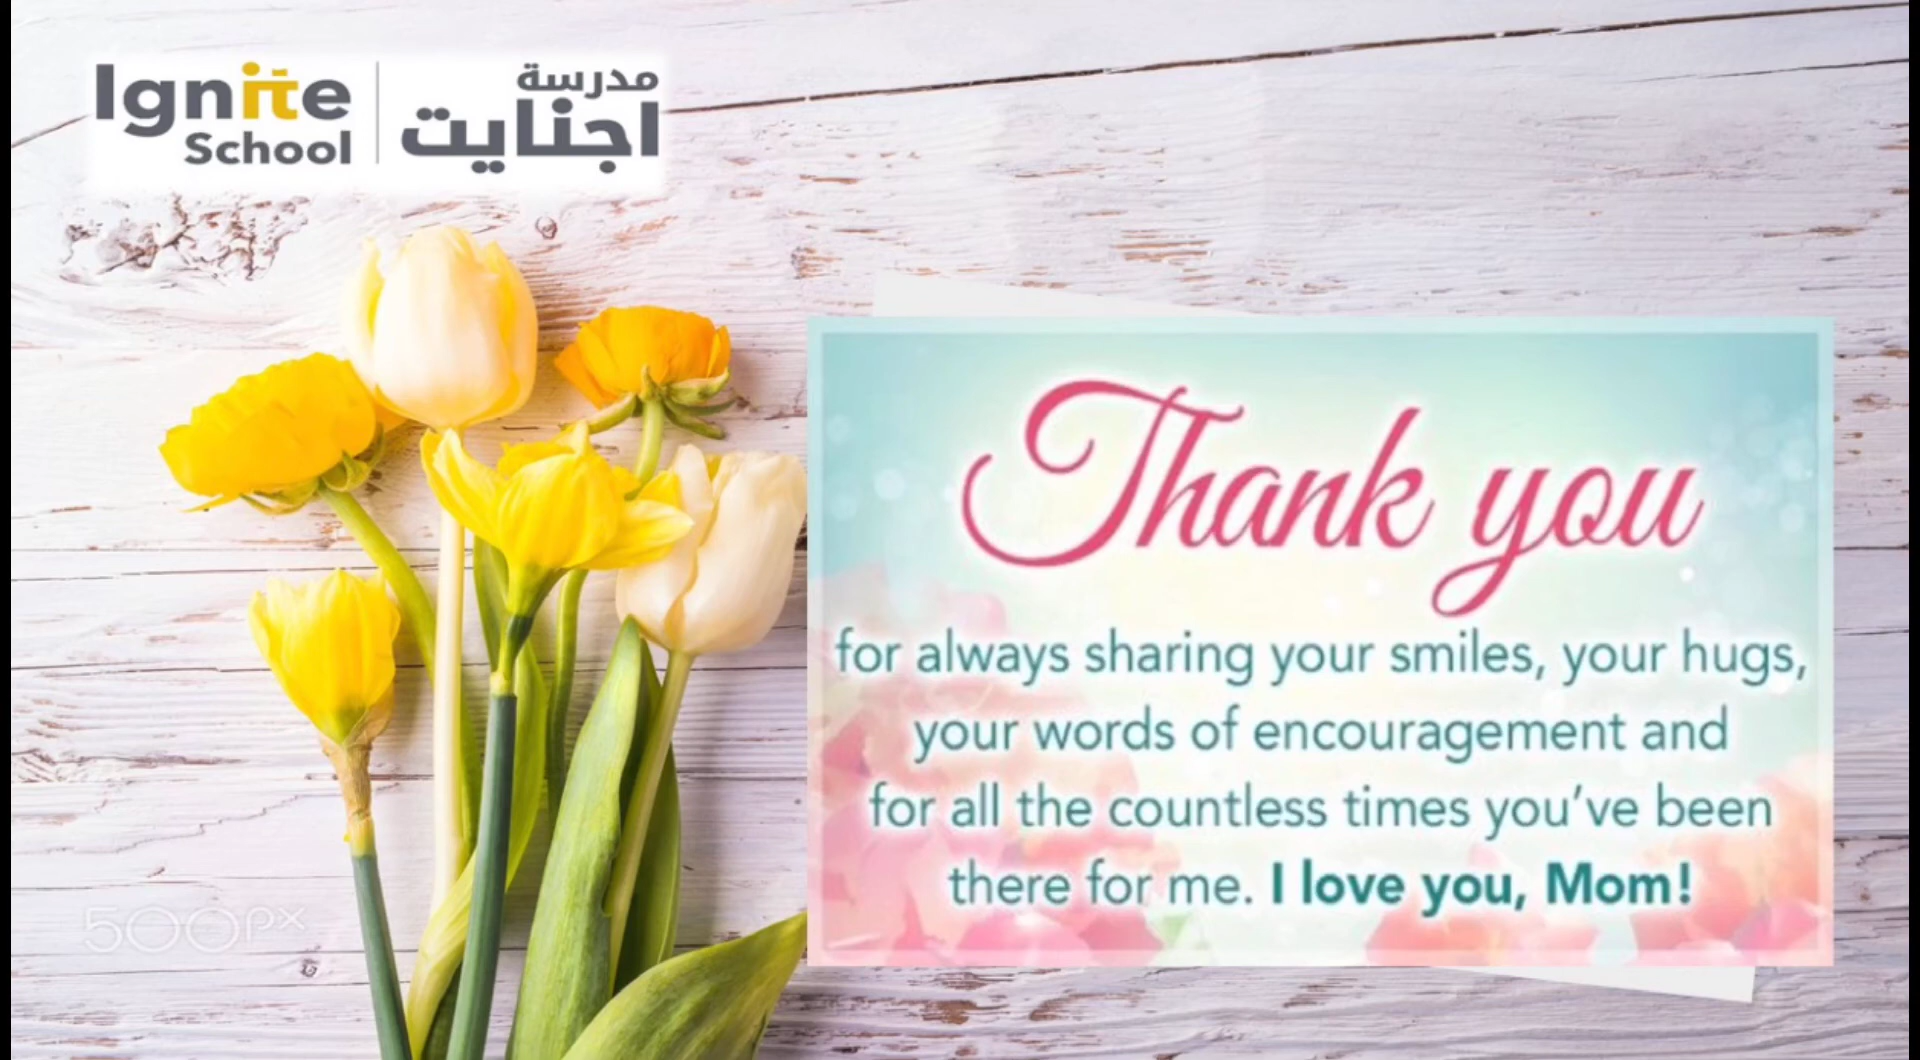 Ignite
School
مدرسة
اجنايت
Thank you
for always sharing your smiles, your hugs,
your words of encouragement and
for all the countless times you've been
there for me. I love you, Mom!
500px